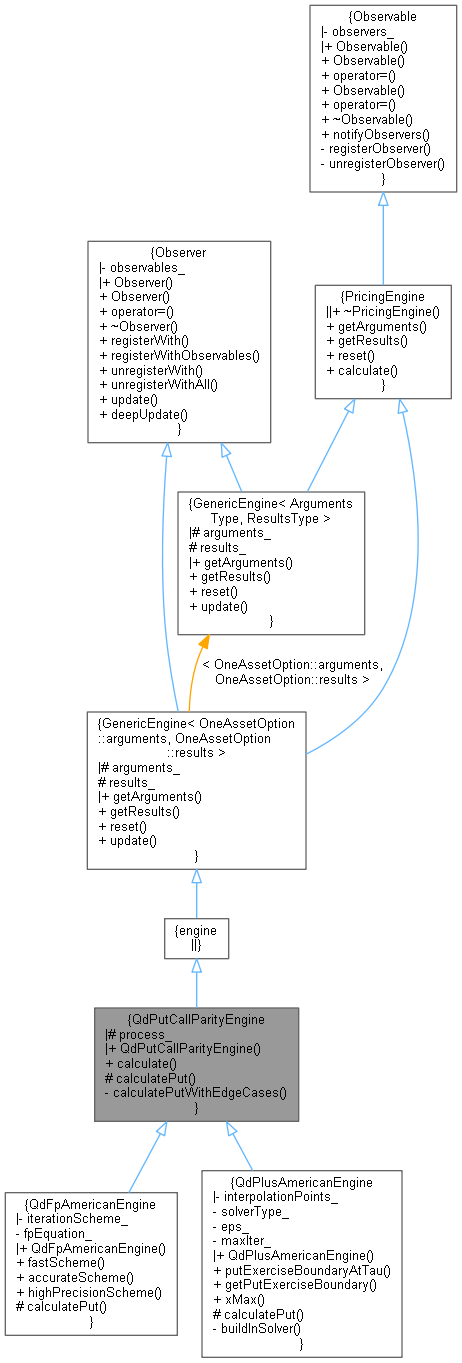 {Observable
|- observers_
|+ Observable()
+ Observable()
+ operator=()
+ Observable()
+ operator=()
+ ~Observable()
+ notifyObservers()
- registerObserver()
- unregisterObserver()
}
{Observer
|- observables_
|+ Observer()
+ Observer()
+ operator=()
+ ~Observer()
+ registerWith()
+ registerWithObservables()
+ unregisterWith()
+ unregisterWithAll()
+ update()
+ deepUpdate()
}
{PricingEngine
||+ ~PricingEngine()
+ getArguments()
+ getResults()
+ reset()
+ calculate()
}
{GenericEngine< Arguments
Type, ResultsType >
|# arguments_
# results_
|+ getArguments()
+ getResults()
+ reset()
+ update()
}
< OneAssetOption::arguments,
OneAssetOption::results >
{GenericEngine< OneAssetOption
::arguments, OneAssetOption
::results >
|# arguments_
# results_
|+ getArguments()
+ getResults()
+ reset()
+ update()
}
{engine
||}
{QdPutCallParityEngine
|# process_
|+ QdPutCallParityEngine()
+ calculate()
# calculatePut()
- calculatePutWithEdgeCases()
}
{QdFpAmericanEngine
|- iterationScheme_
- fpEquation_
|+ QdFpAmericanEngine()
+ fastScheme()
+ accurateScheme()
+ highPrecisionScheme()
# calculatePut()
}
{QdPlusAmericanEngine
|- interpolationPoints_
- solverType_
- eps_
- maxIter_
|+ QdPlusAmericanEngine()
+ putExerciseBoundaryAtTau()
+ getPutExerciseBoundary()
+ xMax()
# calculatePut()
- buildInSolver()
}